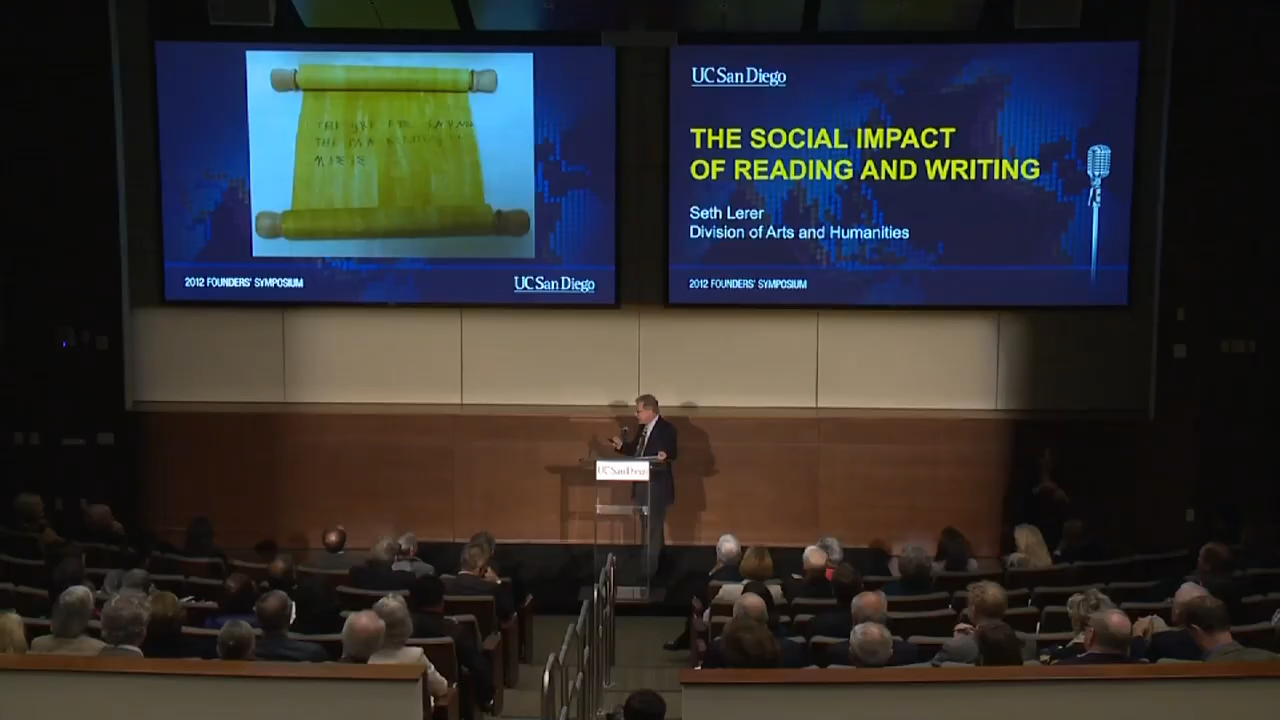 2012 FOUNDERS' SYMPOSIUM
UC San Diego
UC San Diego
THE SOCIAL IMPACT
OF READING AND WRITING
Seth Lerer
Division of Arts and Humanities
2012 FOUNDERS' SYMPOSIUM
UC San Diego